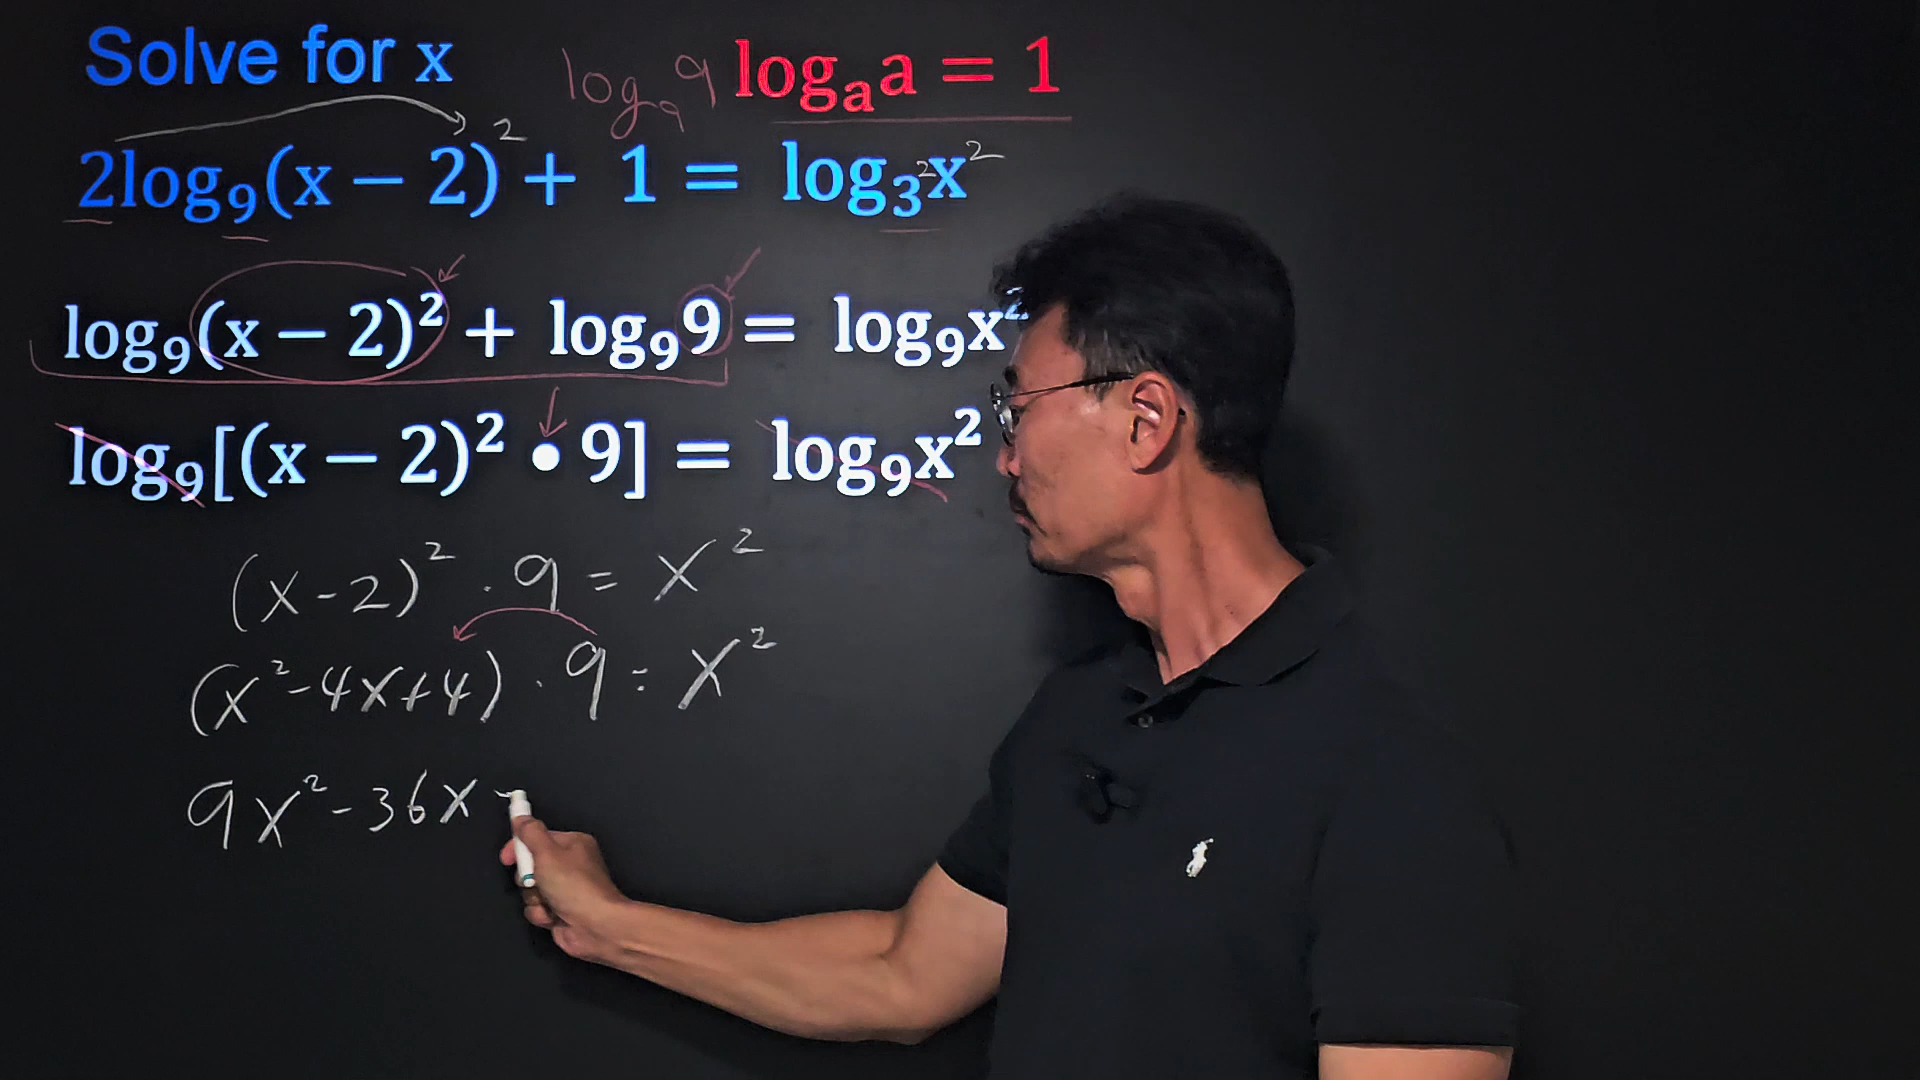 Solve for x log₉9 logₐa = 1
2log₉(x − 2)² + 1 = log₃²x²
log₉(x − 2)² + log₉9 = log₉x²
log₉[(x − 2)² • 9] = log₉x²
(x-2)² · 9 = x²
(x²-4x+4) · 9 = x²
9x²-36x